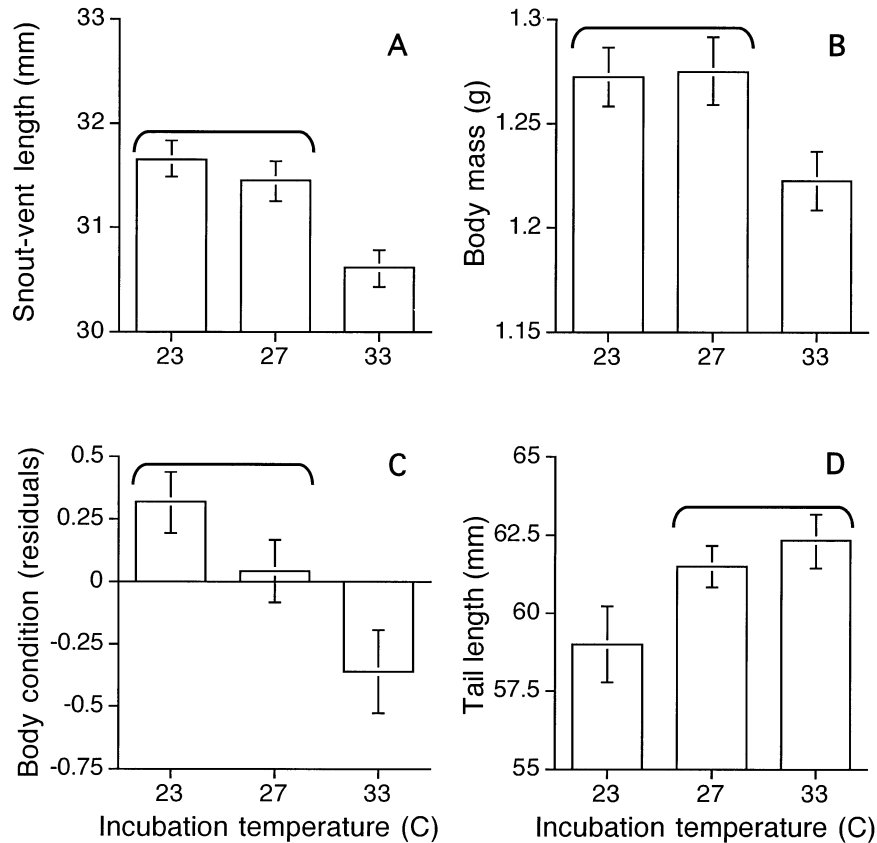 A
Snout-vent length (mm)
33
32
31
30
23 27 33
B
Body mass (g)
1.3
1.25
1.2
1.15
23 27 33
C
Body condition (residuals)
0.5
0.25
0
-0.25
-0.5
-0.75
23 27 33
Incubation temperature (C)
D
Tail length (mm)
65
62.5
60
57.5
55
23 27 33
Incubation temperature (C)